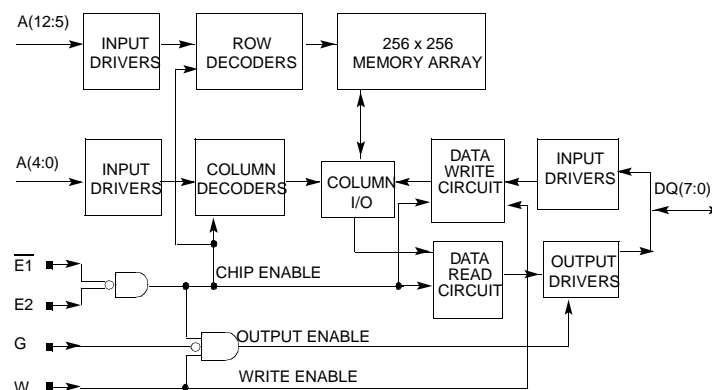 A(12:5)
INPUT
DRIVERS
ROW
DECODERS
256 x 256
MEMORY ARRAY
A(4:0)
INPUT
DRIVERS
COLUMN
DECODERS
COLUMN
I/O
DATA
WRITE
CIRCUIT
INPUT
DRIVERS
DQ(7:0)
DATA
READ
CIRCUIT
OUTPUT
DRIVERS
E1
CHIP ENABLE
E2
G
OUTPUT ENABLE
W
WRITE ENABLE